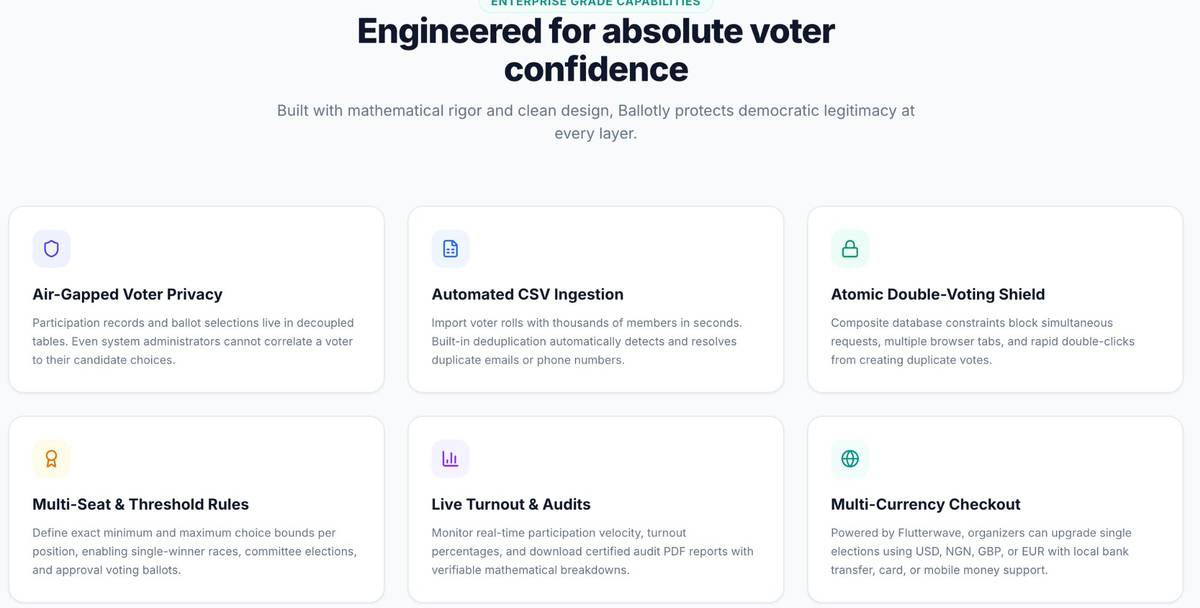 ENTERPRISE GRADE CAPABILITIES
Engineered for absolute voter
confidence
Built with mathematical rigor and clean design, Ballotly protects democratic legitimacy at
every layer.
Air-Gapped Voter Privacy
Participation records and ballot selections live in decoupled
tables. Even system administrators cannot correlate a voter
to their candidate choices.
Automated CSV Ingestion
Import voter rolls with thousands of members in seconds.
Built-in deduplication automatically detects and resolves
duplicate emails or phone numbers.
Atomic Double-Voting Shield
Composite database constraints block simultaneous
requests, multiple browser tabs, and rapid double-clicks
from creating duplicate votes.
Multi-Seat & Threshold Rules
Define exact minimum and maximum choice bounds per
position, enabling single-winner races, committee elections,
and approval voting ballots.
Live Turnout & Audits
Monitor real-time participation velocity, turnout
percentages, and download certified audit PDF reports with
verifiable mathematical breakdowns.
Multi-Currency Checkout
Powered by Flutterwave, organizers can upgrade single
elections using USD, NGN, GBP, or EUR with local bank
transfer, card, or mobile money support.